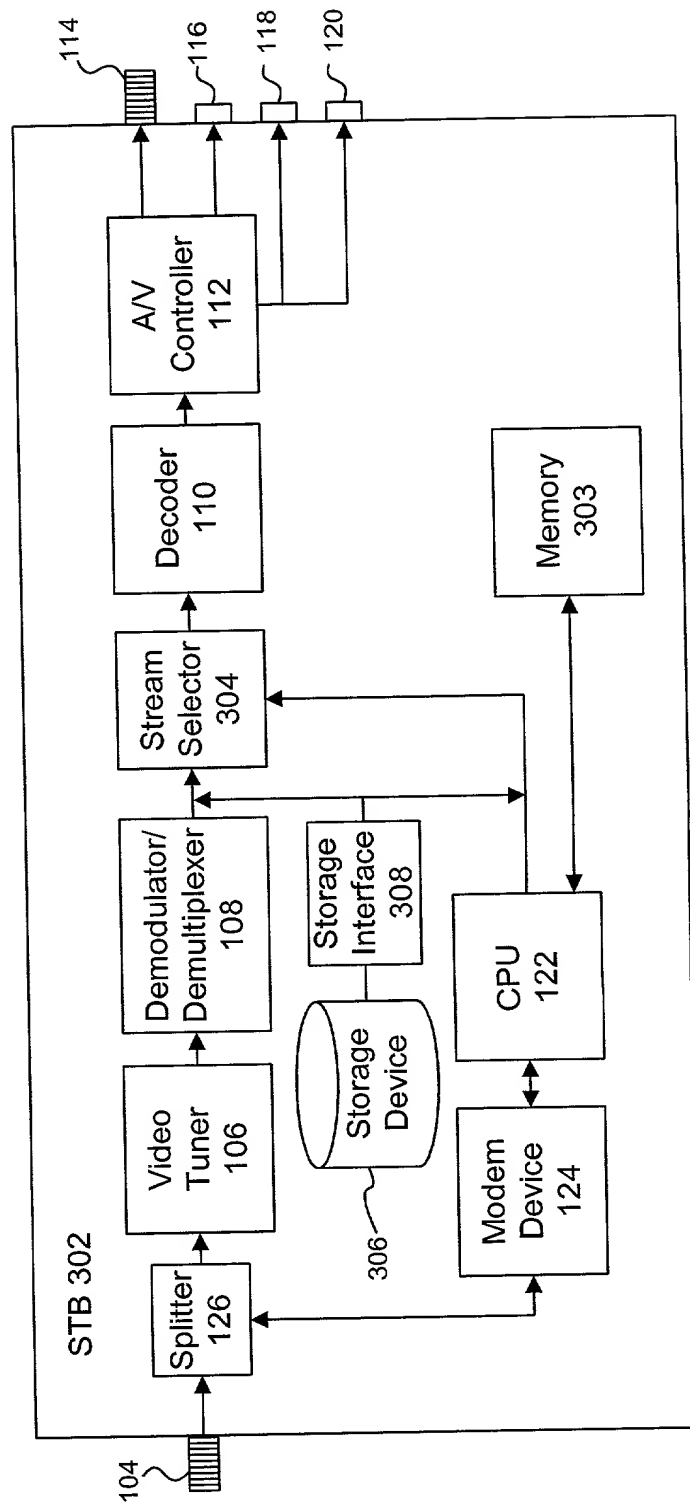 STB 302
104
Splitter
126
Video
Tuner
106
Demodulator/
Demultiplexer
108
Stream
Selector
304
Decoder
110
A/V
Controller
112
114
116
118
120
306
Storage
Device
Storage
Interface
308
Modem
Device
124
CPU
122
Memory
303